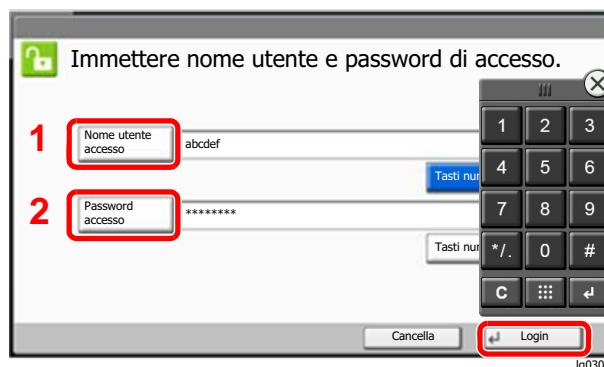 Immettere nome utente e password di accesso.
1
Nome utente
accesso
abcdef
Tasti nu
2
Password
accesso
********
Tasti nu
1 2 3
4 5 6
7 8 9
*/. 0 #
C
Cancella
Login